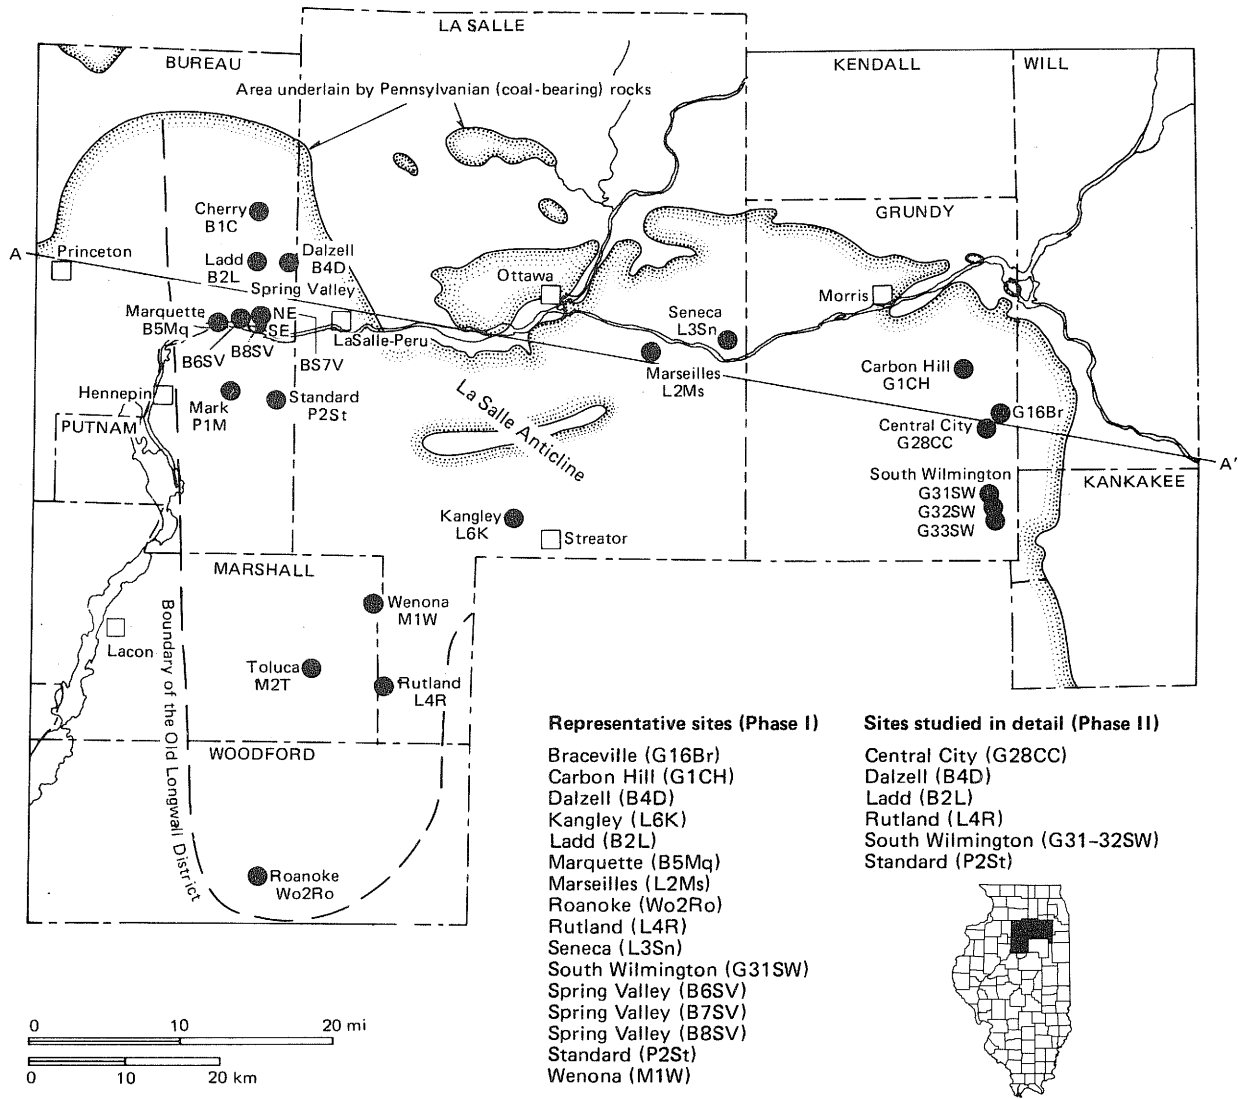 LA SALLE
BUREAU
KENDALL
WILL
Area underlain by Pennsylvanian (coal-bearing) rocks
Cherry
B1C
GRUNDY
A
Princeton
Ladd
B2L
Dalzell
B4D
Spring Valley
Ottawa
Morris
Marquette
B5Mq
NE
SE
B6SV
B8SV
BS7V
LaSalle-Peru
Seneca
L3Sn
Marseilles
L2Ms
Carbon Hill
G1CH
Hennepin
Mark
P1M
Standard
P2St
La Salle Anticline
G16Br
Central City
G28CC
PUTNAM
A'
South Wilmington
G31SW
G32SW
G33SW
KANKAKEE
Kangley
L6K
Streator
MARSHALL
Wenona
M1W
Boundary of the Old Longwall District
Lacon
Toluca
M2T
Rutland
L4R
WOODFORD
Roanoke
Wo2Ro
Representative sites (Phase I)
Braceville (G16Br)
Carbon Hill (G1CH)
Dalzell (B4D)
Kangley (L6K)
Ladd (B2L)
Marquette (B5Mq)
Marseilles (L2Ms)
Roanoke (Wo2Ro)
Rutland (L4R)
Seneca (L3Sn)
South Wilmington (G31SW)
Spring Valley (B6SV)
Spring Valley (B7SV)
Spring Valley (B8SV)
Standard (P2St)
Wenona (M1W)
Sites studied in detail (Phase II)
Central City (G28CC)
Dalzell (B4D)
Ladd (B2L)
Rutland (L4R)
South Wilmington (G31-32SW)
Standard (P2St)
0 10 20 mi
0 10 20 km